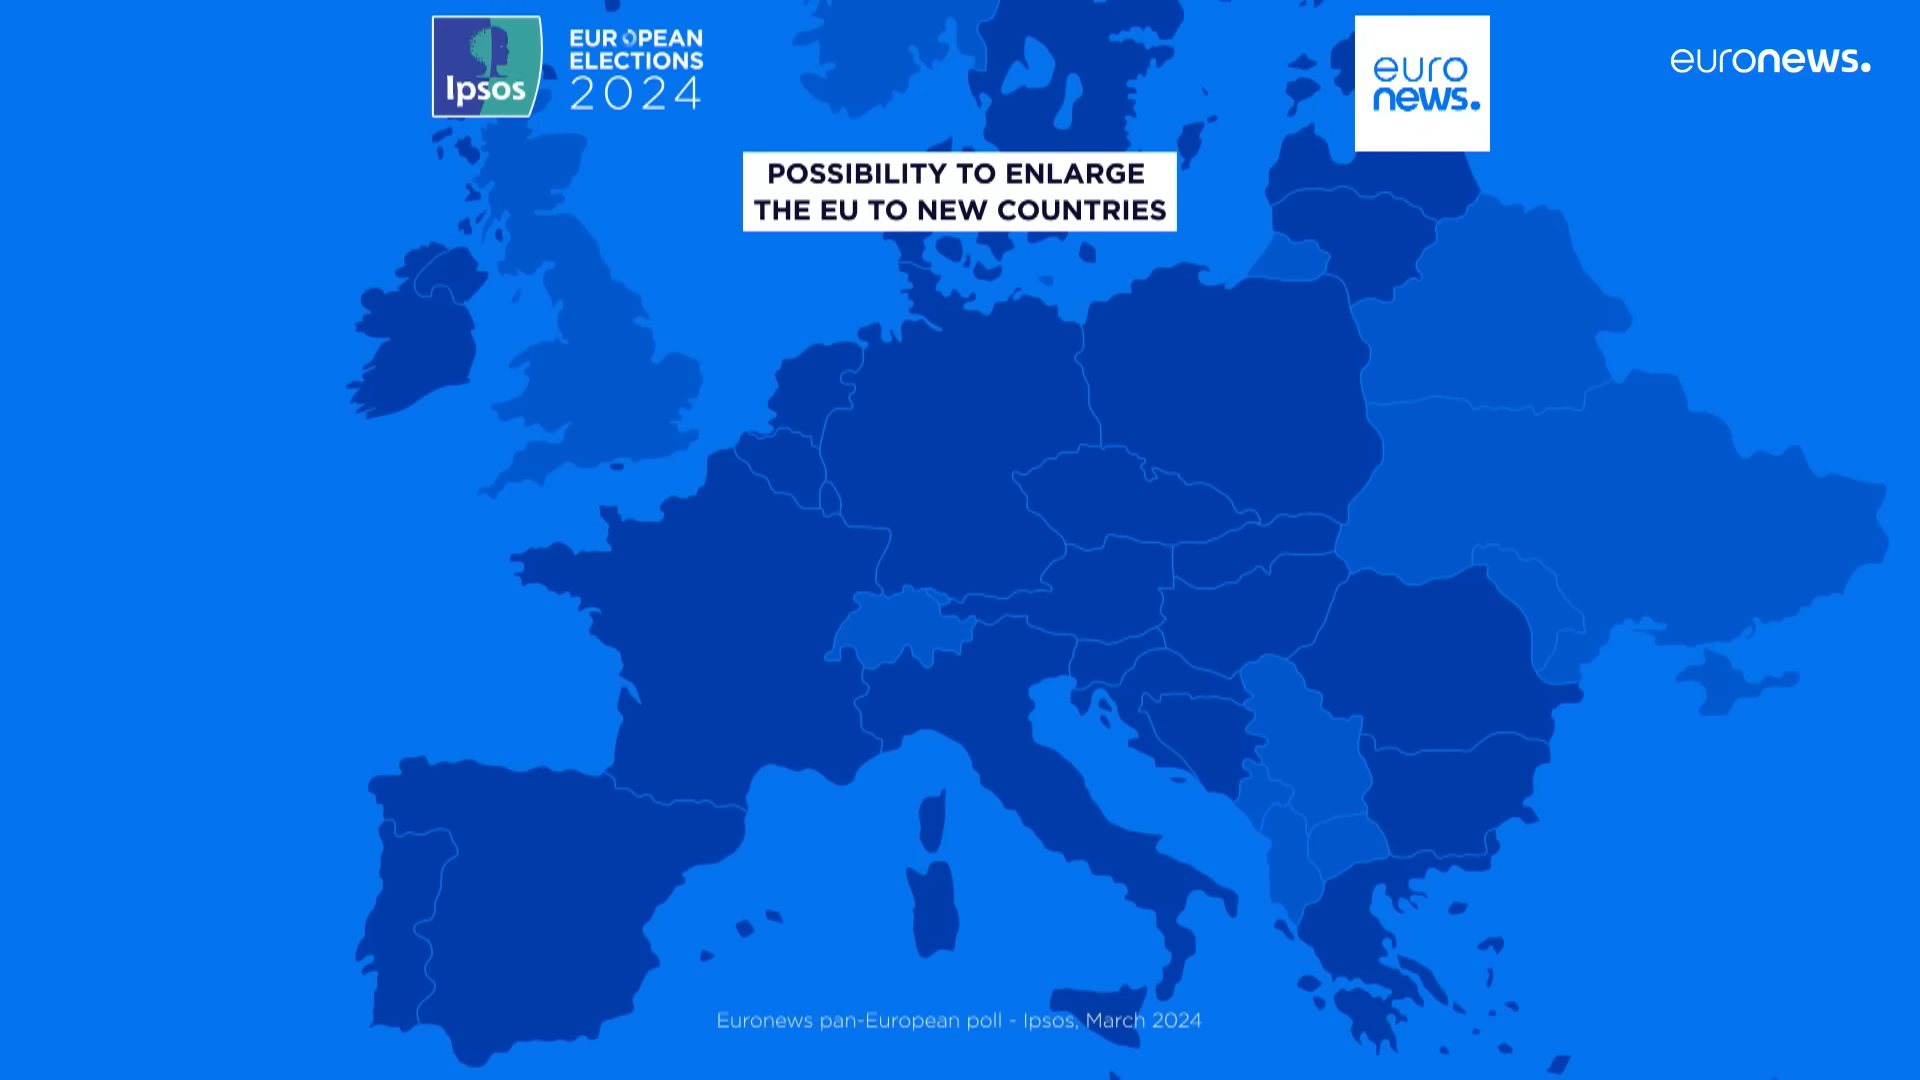 Ipsos
EUROPEAN
ELECTIONS
2024
euro
news.
euronews.
POSSIBILITY TO ENLARGE
THE EU TO NEW COUNTRIES
Euronews pan-European poll - Ipsos, March 2024